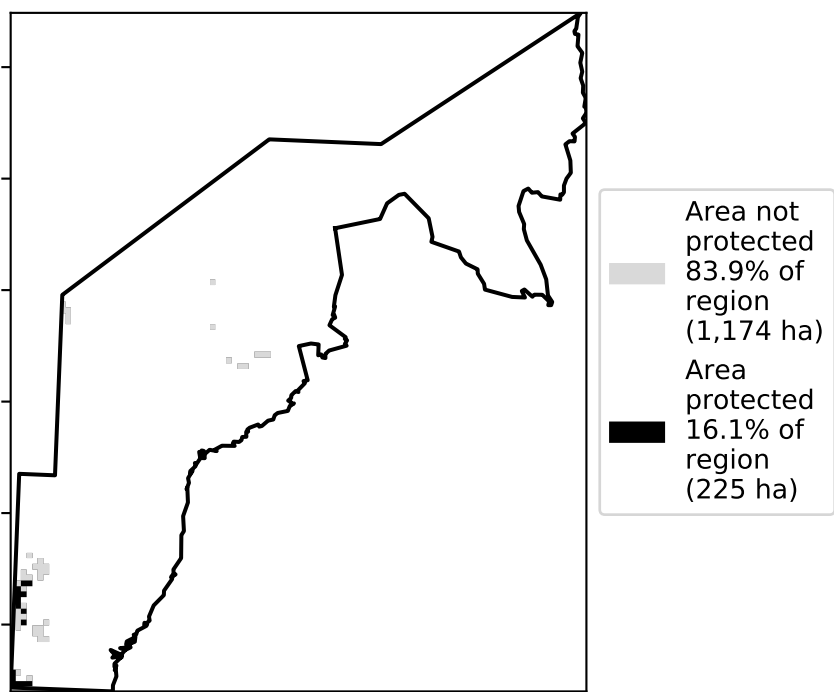 Area not
protected
83.9% of
region
(1,174 ha)
Area
protected
16.1% of
region
(225 ha)